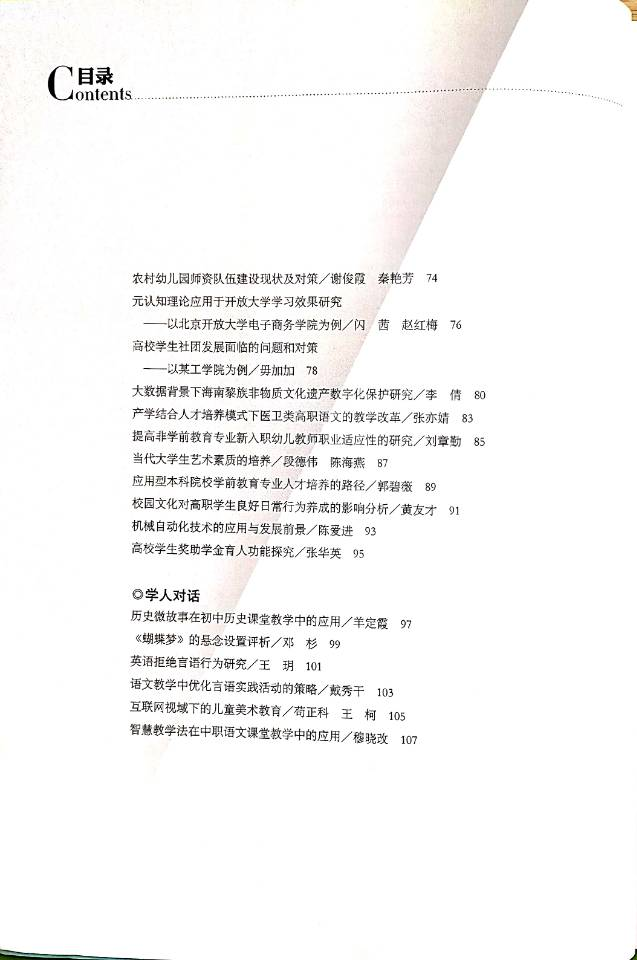 目录
Contents
农村幼儿园师资队伍建设现状及对策／谢俊霞　秦艳芳　74
元认知理论应用于开放大学学习效果研究
——以北京开放大学电子商务学院为例／闪　茜　赵红梅　76
高校学生社团发展面临的问题和对策
——以某工学院为例／毋加加　78
大数据背景下海南黎族非物质文化遗产数字化保护研究／李　倩　80
产学结合人才培养模式下医卫类高职语文的教学改革／张亦婧　83
提高非学前教育专业新入职幼儿教师职业适应性的研究／刘章勤　85
当代大学生艺术素质的培养／段德伟　陈海燕　87
应用型本科院校学前教育专业人才培养的路径／郭碧薇　89
校园文化对高职学生良好日常行为养成的影响分析／黄友才　91
机械自动化技术的应用与发展前景／陈爱进　93
高校学生奖助学金育人功能探究／张华英　95
◎学人对话
历史微故事在初中历史课堂教学中的应用／羊定霞　97
《蝴蝶梦》的悬念设置评析／邓　杉　99
英语拒绝言语行为研究／王　玥　101
语文教学中优化言语实践活动的策略／戴秀干　103
互联网视域下的儿童美术教育／苟正科　王　柯　105
智慧教学法在中职语文课堂教学中的应用／穆晓改　107